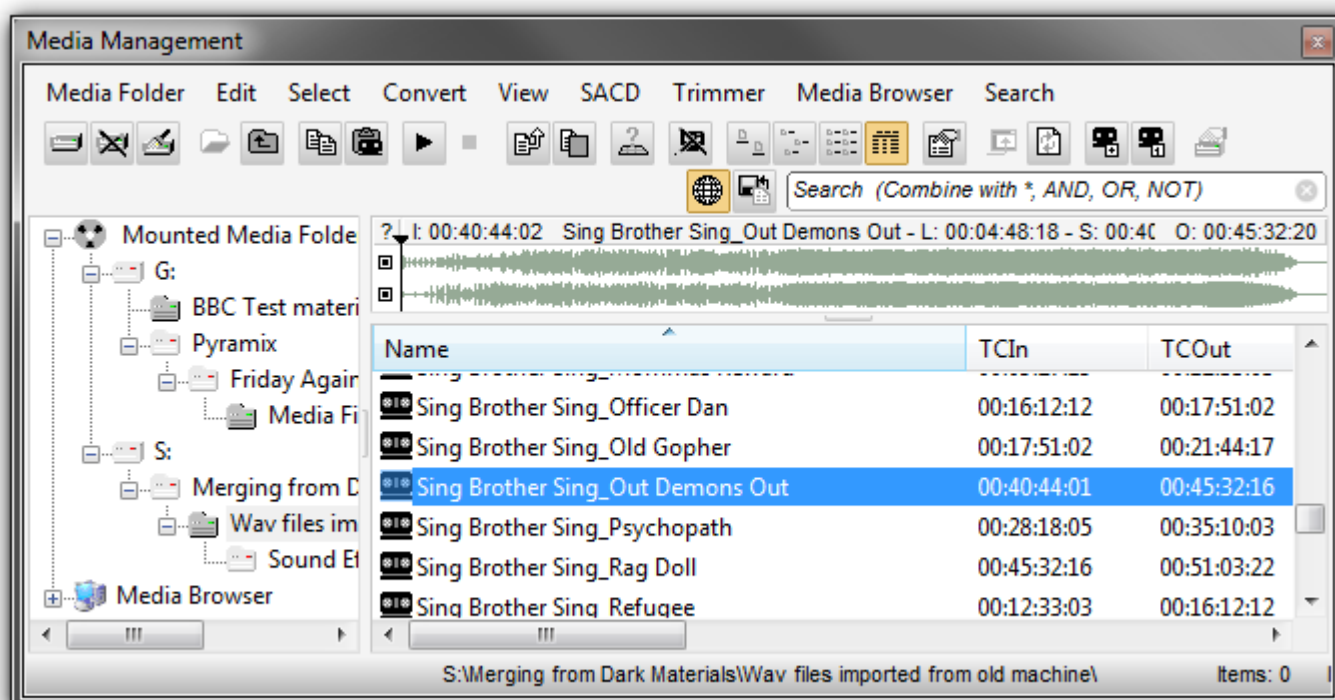 Media Management
Media Folder Edit Select Convert View SACD Trimmer Media Browser Search
Search (Combine with *, AND, OR, NOT)
Mounted Media Folde
G:
BBC Test materi
Pyramix
Friday Again
Media Fi
S:
Merging from D
Wav files im
Sound Ef
Media Browser
? I: 00:40:44:02 Sing Brother Sing_Out Demons Out - L: 00:04:48:18 - S: 00:40 O: 00:45:32:20
Name TCIn TCOut
Sing Brother Sing_Officer Dan 00:16:12:12 00:17:51:02
Sing Brother Sing_Old Gopher 00:17:51:02 00:21:44:17
Sing Brother Sing_Out Demons Out 00:40:44:01 00:45:32:16
Sing Brother Sing_Psychopath 00:28:18:05 00:35:10:03
Sing Brother Sing_Rag Doll 00:45:32:16 00:51:03:22
Sing Brother Sing_Refugee 00:12:33:03 00:16:12:12
S:\Merging from Dark Materials\Wav files imported from old machine\ Items: 0